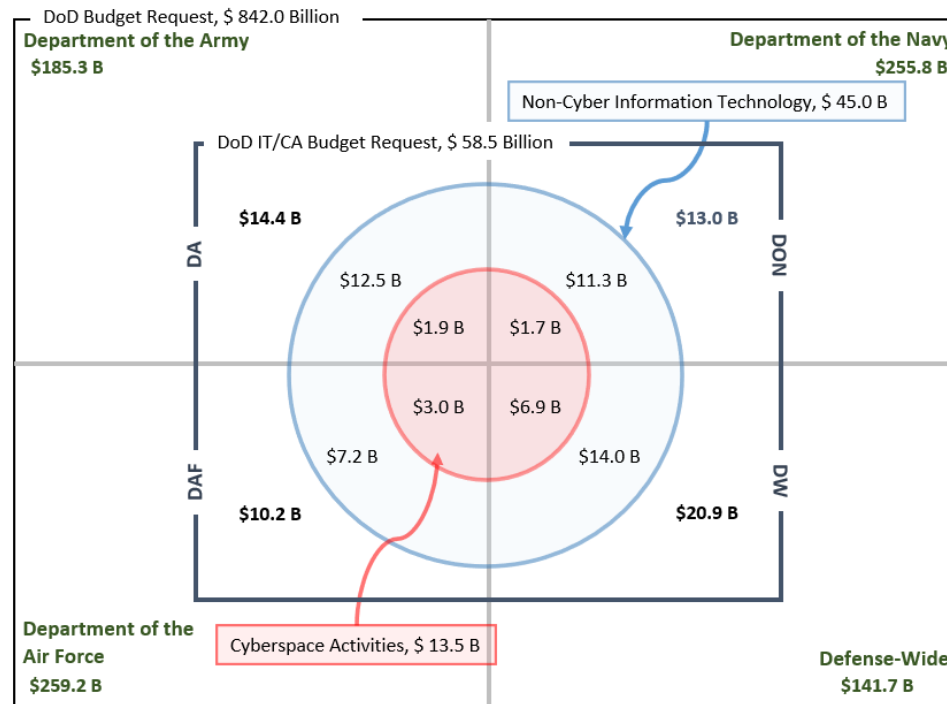 DoD Budget Request, $ 842.0 Billion
Department of the Army
$185.3 B
Department of the Navy
$255.8 B
Non-Cyber Information Technology, $ 45.0 B
DoD IT/CA Budget Request, $ 58.5 Billion
$14.4 B
$13.0 B
DA
DON
$12.5 B
$11.3 B
$1.9 B
$1.7 B
$3.0 B
$6.9 B
$7.2 B
$14.0 B
DAF
DW
$10.2 B
$20.9 B
Department of the
Air Force
$259.2 B
Cyberspace Activities, $ 13.5 B
Defense-Wide
$141.7 B